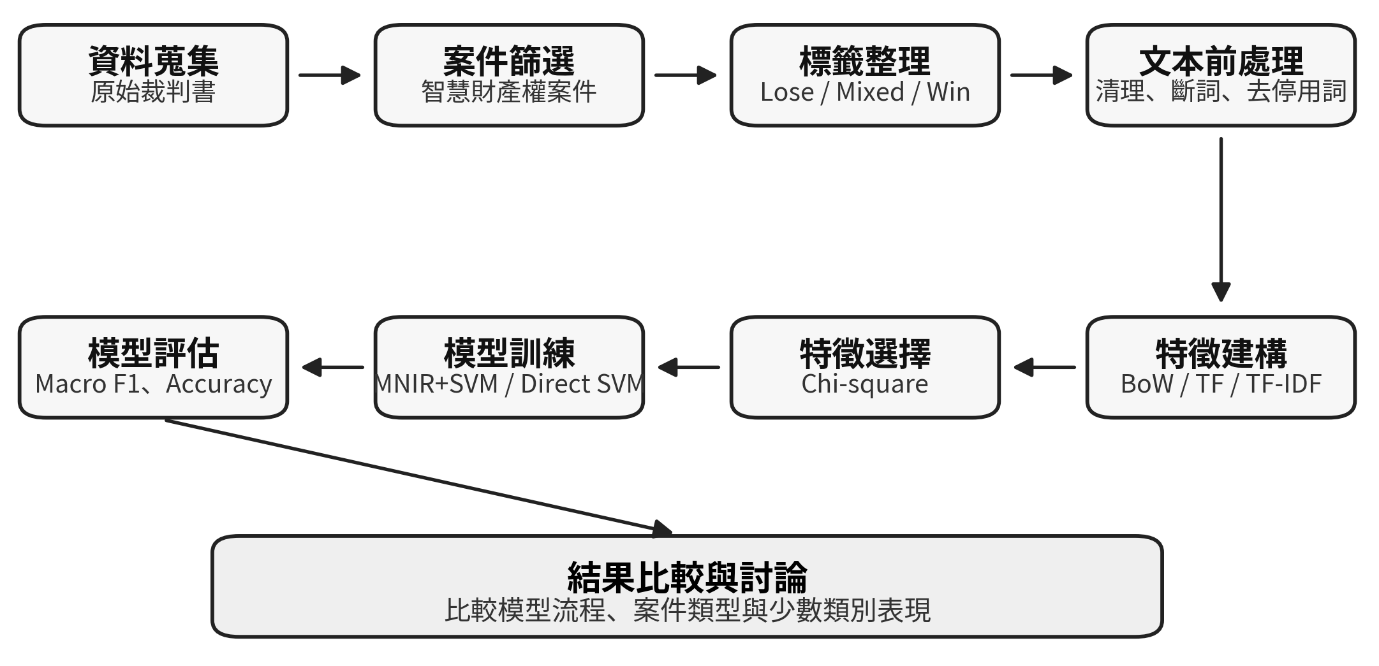 資料蒐集
原始裁判書
案件篩選
智慧財產權案件
標籤整理
Lose / Mixed / Win
文本前處理
清理、斷詞、去停用詞
特徵建構
BoW / TF / TF-IDF
特徵選擇
Chi-square
模型訓練
MNIR+SVM / Direct SVM
模型評估
Macro F1、Accuracy
結果比較與討論
比較模型流程、案件類型與少數類別表現